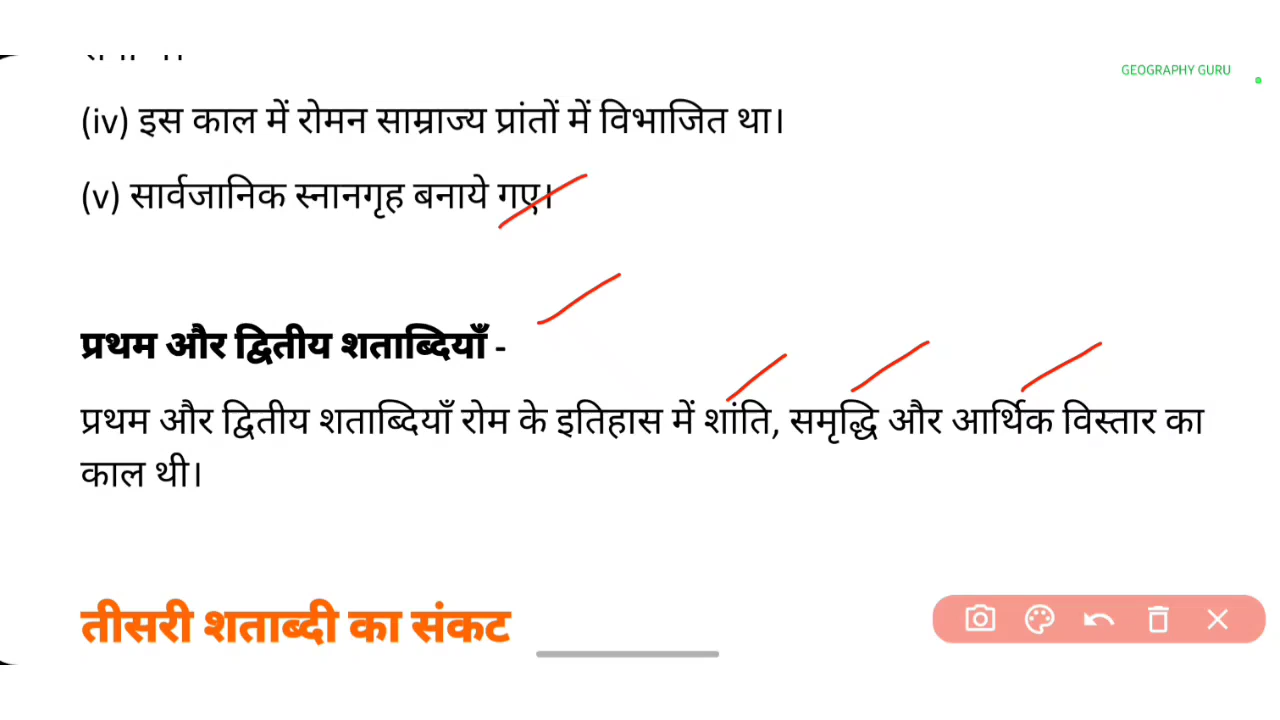 GEOGRAPHY GURU
(iv) इस काल में रोमन साम्राज्य प्रांतों में विभाजित था।
(v) सार्वजानिक स्नानगृह बनाये गए।
प्रथम और द्वितीय शताब्दियाँ -
प्रथम और द्वितीय शताब्दियाँ रोम के इतिहास में शांति, समृद्धि और आर्थिक विस्तार का
काल थी।
तीसरी शताब्दी का संकट